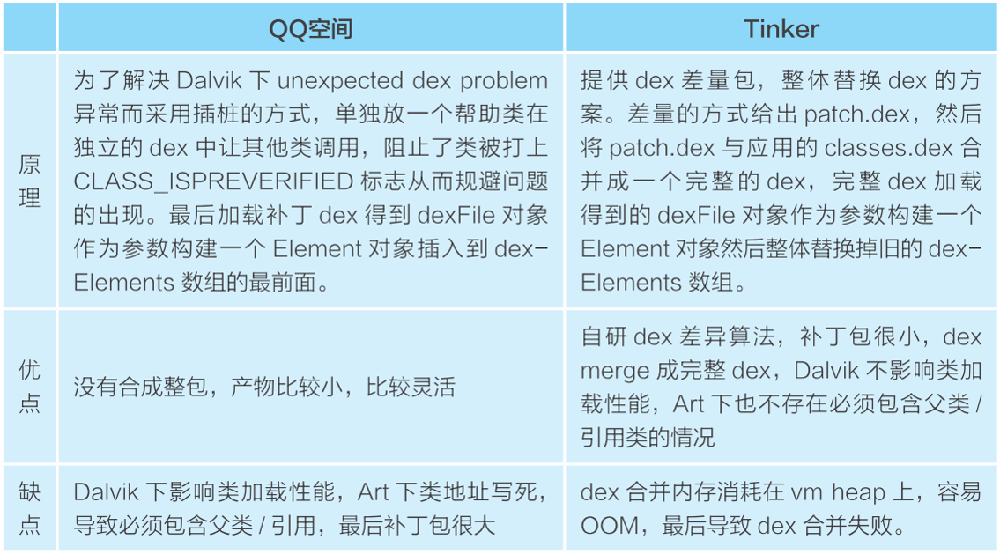 QQ空间
Tinker
原
理
为了解决 Dalvik 下 unexpected dex problem
异常而采用插桩的方式，单独放一个帮助类在
独立的 dex 中让其他类调用，阻止了类被打上
CLASS_ISPREVERIFIED 标志从而规避问题
的出现。最后加载补丁 dex 得到 dexFile 对象
作为参数构建一个 Element 对象插入到 dex-
Elements 数组的最前面。
提供 dex 差量包，整体替换 dex 的方
案。差量的方式给出 patch.dex，然后
将 patch.dex 与应用的 classes.dex 合
并成一个完整的 dex，完整 dex 加载
得到的 dexFile 对象作为参数构建一个
Element 对象然后整体替换掉旧的 dex-
Elements 数组。
优
点
没有合成整包，产物比较小，比较灵活
自研 dex 差异算法，补丁包很小，dex
merge 成完整 dex，Dalvik 不影响类加
载性能，Art 下也不存在必须包含父类 /
引用类的情况
缺
点
Dalvik 下影响类加载性能，Art 下类地址写死，
导致必须包含父类 / 引用，最后补丁包很大
dex 合并内存消耗在 vm heap 上，容易
OOM，最后导致 dex 合并失败。